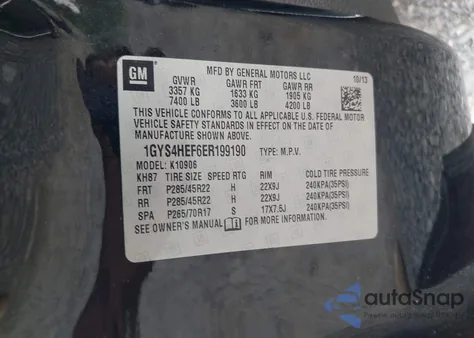 GM
MFD BY GENERAL MOTORS LLC 10/13
GVWR GAWR FRT GAWR RR
3357 KG 1633 KG 1905 KG
7400 LB 3600 LB 4200 LB
THIS VEHICLE CONFORMS TO ALL APPLICABLE U.S. FEDERAL MOTOR
VEHICLE SAFETY STANDARDS IN EFFECT ON THE DATE OF
MANUFACTURE SHOWN ABOVE.
1GYS4HEF6ER199190 TYPE: M.P.V.
MODEL: K10906
KH87 TIRE SIZE SPEED RTG RIM COLD TIRE PRESSURE
FRT P285/45R22 H 22X9J 240KPA(35PSI)
RR P285/45R22 H 22X9J 240KPA(35PSI)
SPA P265/70R17 S 17X7.5J 240KPA(35PSI)
SEE OWNER'S MANUAL FOR MORE INFORMATION.
autoSnap